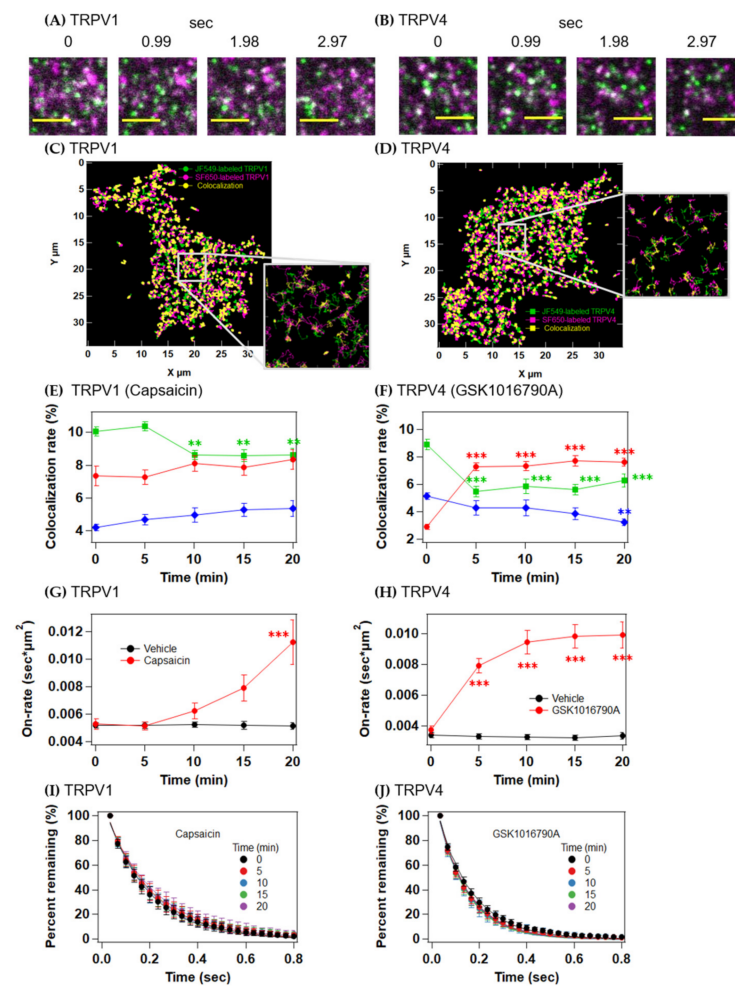 (A) TRPV1 sec
0 0.99 1.98 2.97
(B) TRPV4 sec
0 0.99 1.98 2.97
(C) TRPV1
JF549-labeled TRPV1
SF650-labeled TRPV1
Colocalization
Y μm
0
5
10
15
20
25
30
0 5 10 15 20 25 30
X μm
(D) TRPV4
JF549-labeled TRPV4
SF650-labeled TRPV4
Colocalization
Y μm
0
5
10
15
20
25
30
0 5 10 15 20 25 30
X μm
(E) TRPV1 (Capsaicin)
Colocalization rate (%)
10
8
6
4
** ** **
0 5 10 15 20
Time (min)
(F) TRPV4 (GSK1016790A)
Colocalization rate (%)
10
8
6
4
2
*** *** *** ***
*** *** *** ***
**
0 5 10 15 20
Time (min)
(G) TRPV1
On-rate (sec*μm²)
0.012
0.010
0.008
0.006
0.004
Vehicle
Capsaicin
***
0 5 10 15 20
Time (min)
(H) TRPV4
On-rate (sec*μm²)
0.010
0.008
0.006
0.004
*** *** *** ***
Vehicle
GSK1016790A
0 5 10 15 20
Time (min)
(I) TRPV1
Percent remaining (%)
100
80
60
40
20
0
Capsaicin
Time (min)
0
5
10
15
20
0.0 0.2 0.4 0.6 0.8
Time (sec)
(J) TRPV4
Percent remaining (%)
100
80
60
40
20
0
GSK1016790A
Time (min)
0
5
10
15
20
0.0 0.2 0.4 0.6 0.8
Time (sec)